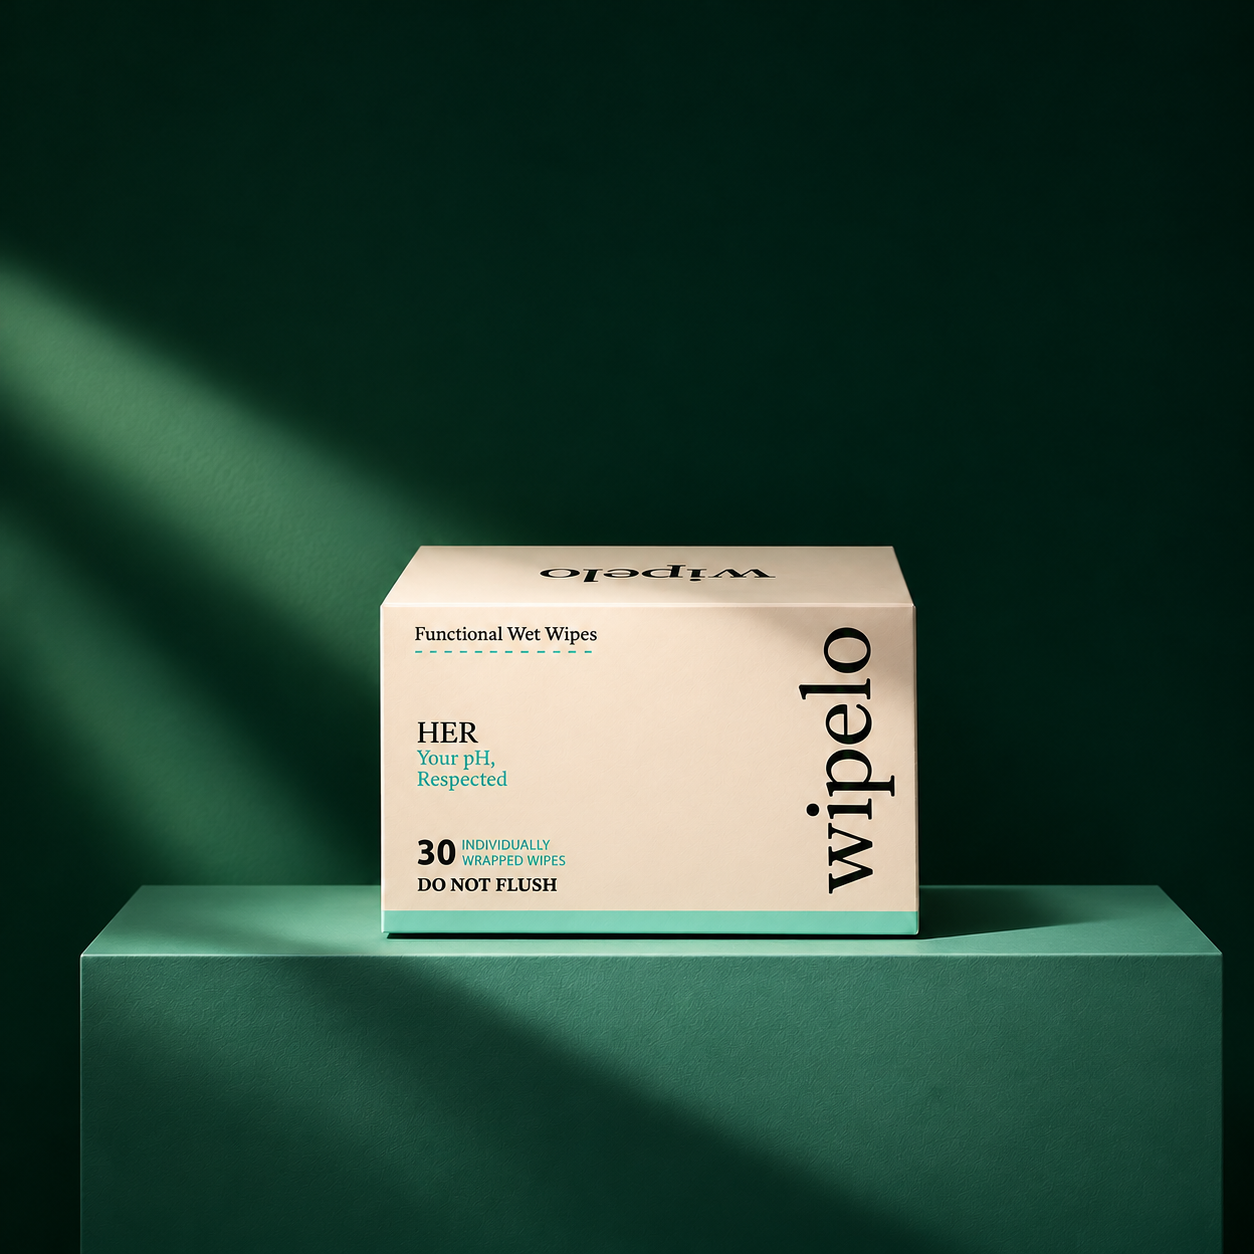 wipelo
Functional Wet Wipes
HER
Your pH,
Respected
30 INDIVIDUALLY
WRAPPED WIPES
DO NOT FLUSH
wipelo